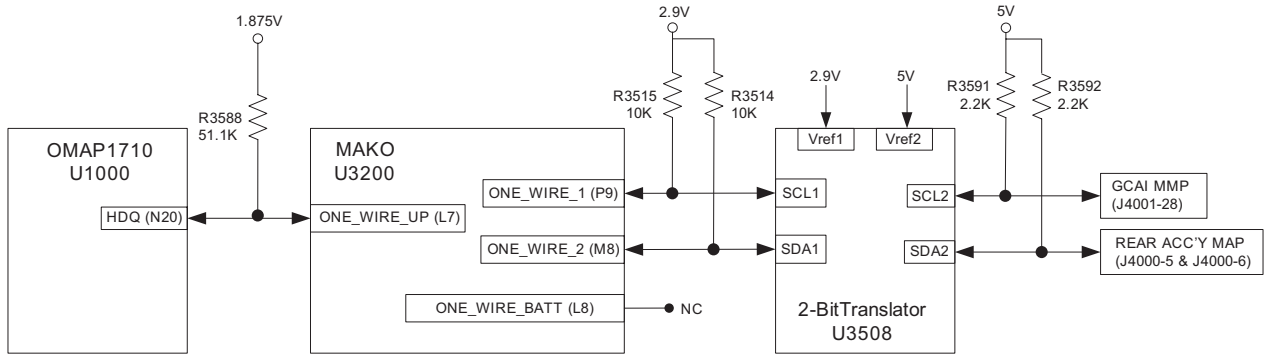 1.875V
2.9V
5V
R3588
51.1K
R3515
10K
R3514
10K
2.9V
5V
R3591
2.2K
R3592
2.2K
OMAP1710
U1000
HDQ (N20)
MAKO
U3200
ONE_WIRE_UP (L7)
ONE_WIRE_1 (P9)
ONE_WIRE_2 (M8)
ONE_WIRE_BATT (L8)
NC
Vref1
Vref2
SCL1
SDA1
SCL2
SDA2
2-BitTranslator
U3508
GCAI MMP
(J4001-28)
REAR ACC'Y MAP
(J4000-5 & J4000-6)